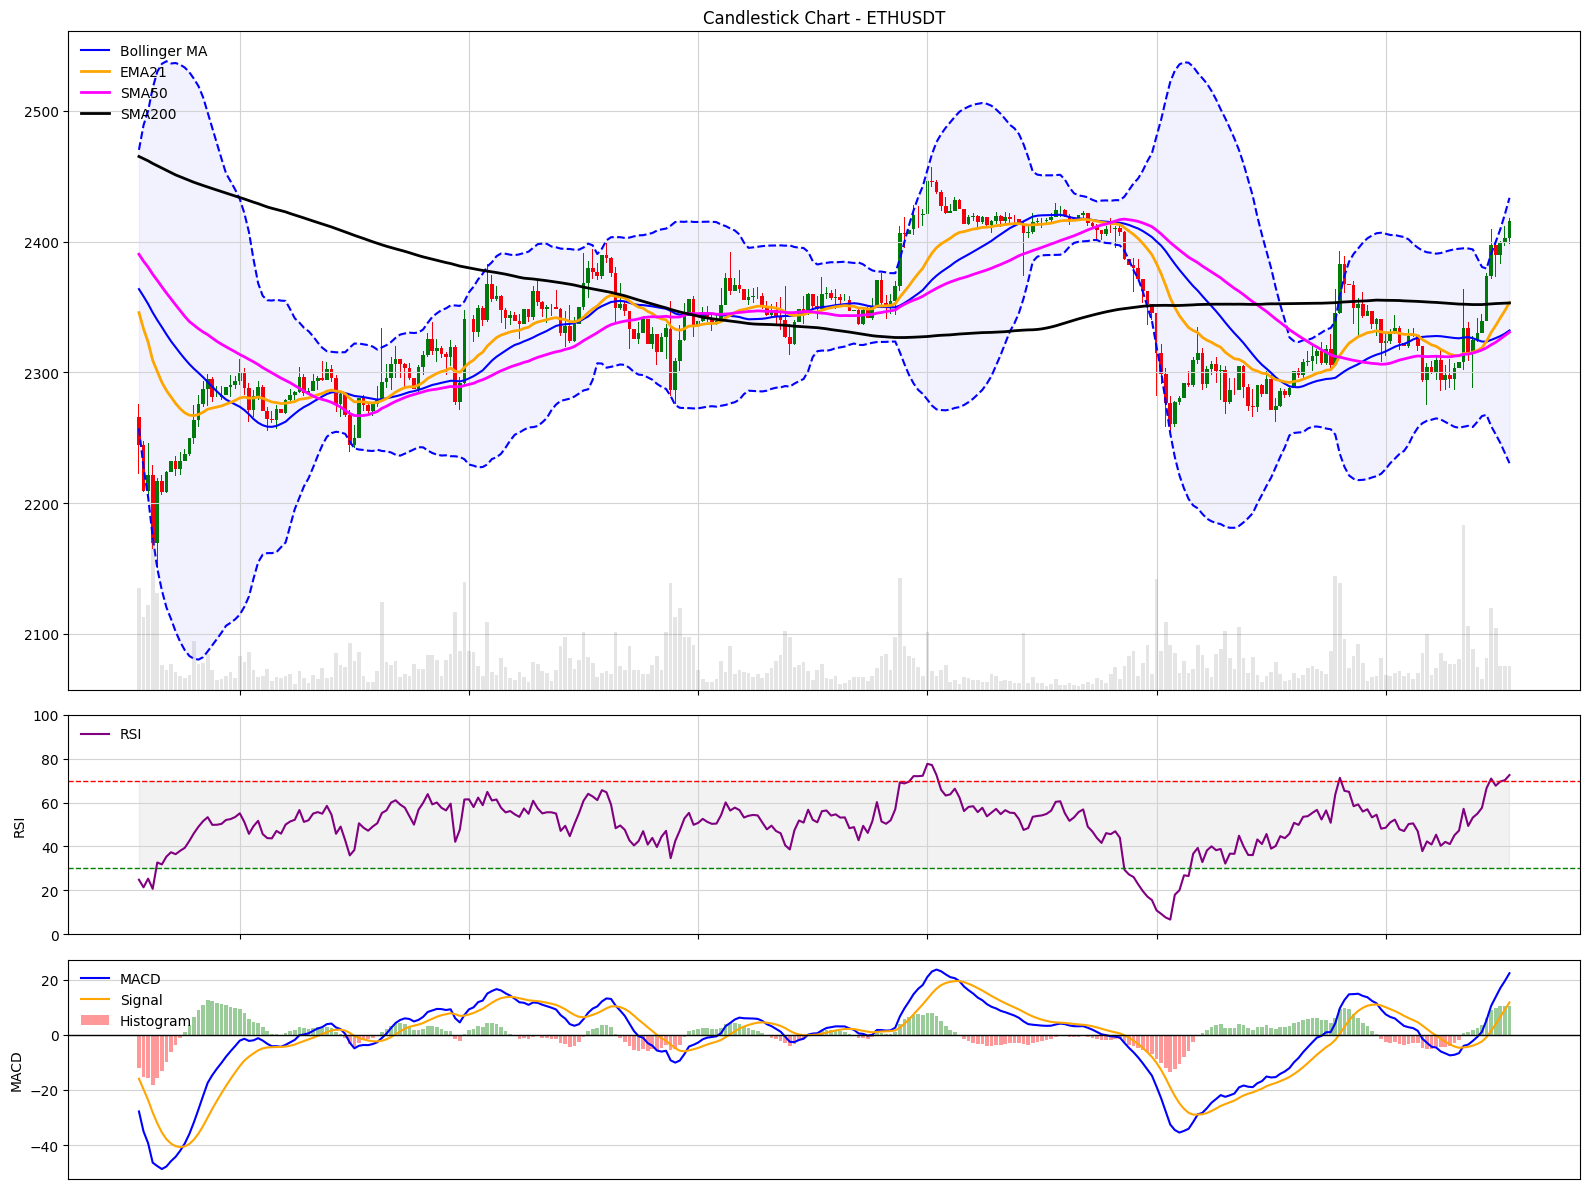 Candlestick Chart - ETHUSDT
Bollinger MA
EMA21
SMA50
SMA200
2500
2400
2300
2200
2100
100
80
60
40
20
0
RSI
RSI
20
0
−20
−40
MACD
MACD
Signal
Histogram